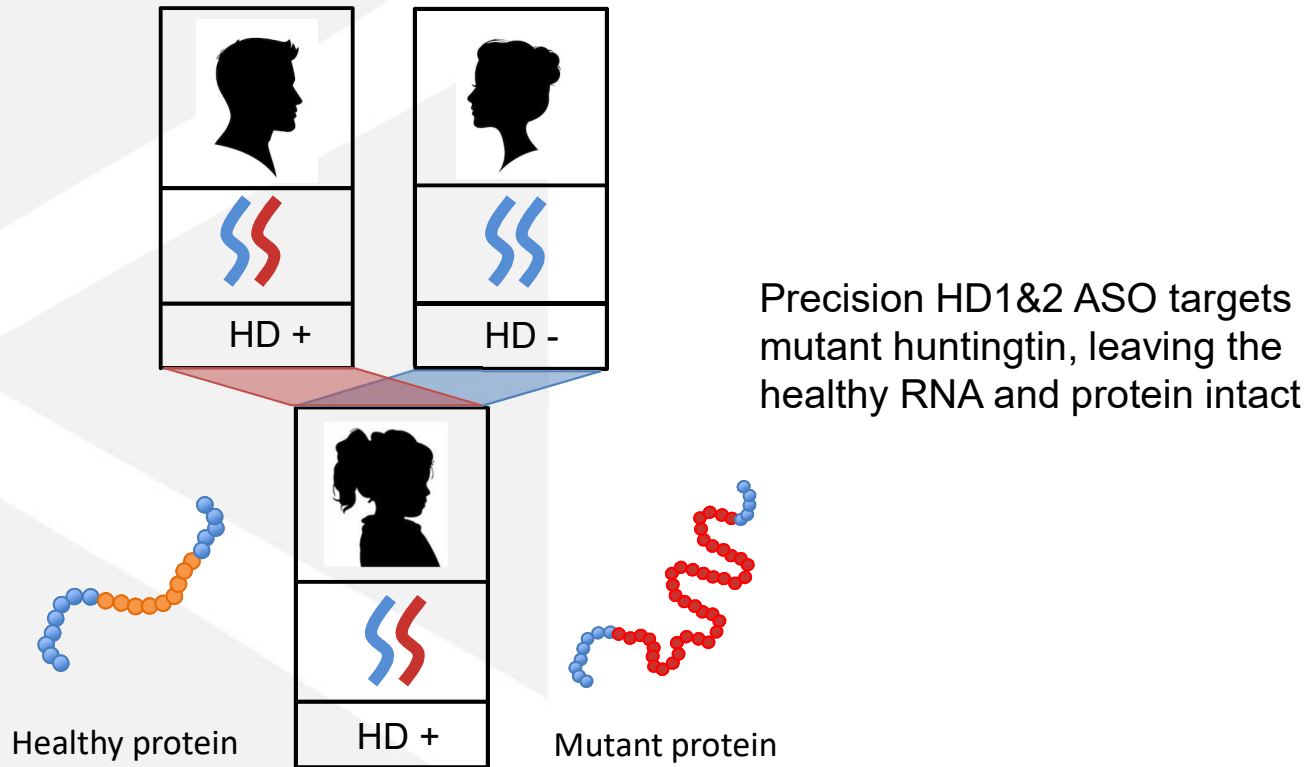 HD +
HD -
Precision HD1&2 ASO targets
mutant huntingtin, leaving the
healthy RNA and protein intact
Healthy protein
HD +
Mutant protein